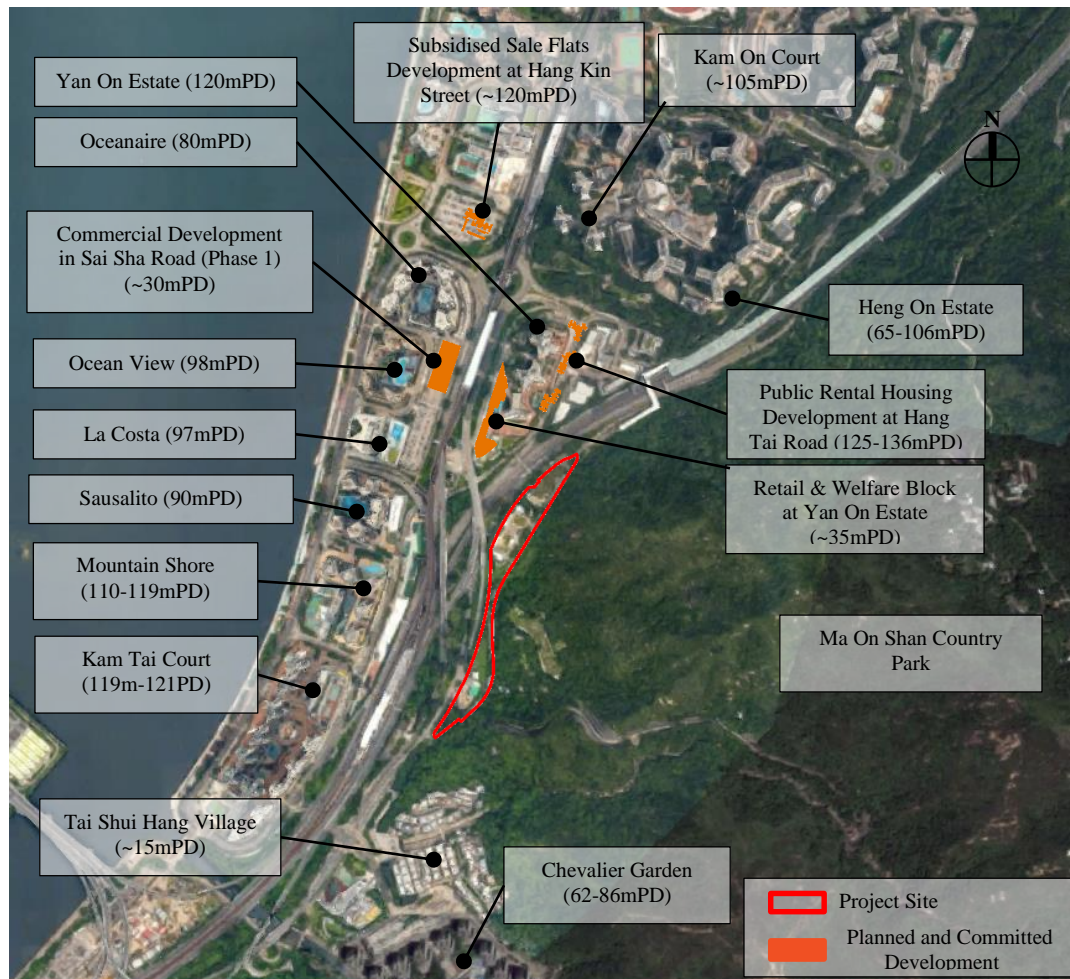 Subsidised Sale Flats
Development at Hang Kin
Street (~120mPD)
Kam On Court
(~105mPD)
Yan On Estate (120mPD)
Oceanaire (80mPD)
N
Commercial Development
in Sai Sha Road (Phase 1)
(~30mPD)
Heng On Estate
(65-106mPD)
Ocean View (98mPD)
Public Rental Housing
Development at Hang
Tai Road (125-136mPD)
La Costa (97mPD)
Retail & Welfare Block
at Yan On Estate
(~35mPD)
Sausalito (90mPD)
Mountain Shore
(110-119mPD)
Ma On Shan Country
Park
Kam Tai Court
(119m-121PD)
Tai Shui Hang Village
(~15mPD)
Chevalier Garden
(62-86mPD)
Project Site
Planned and Committed
Development